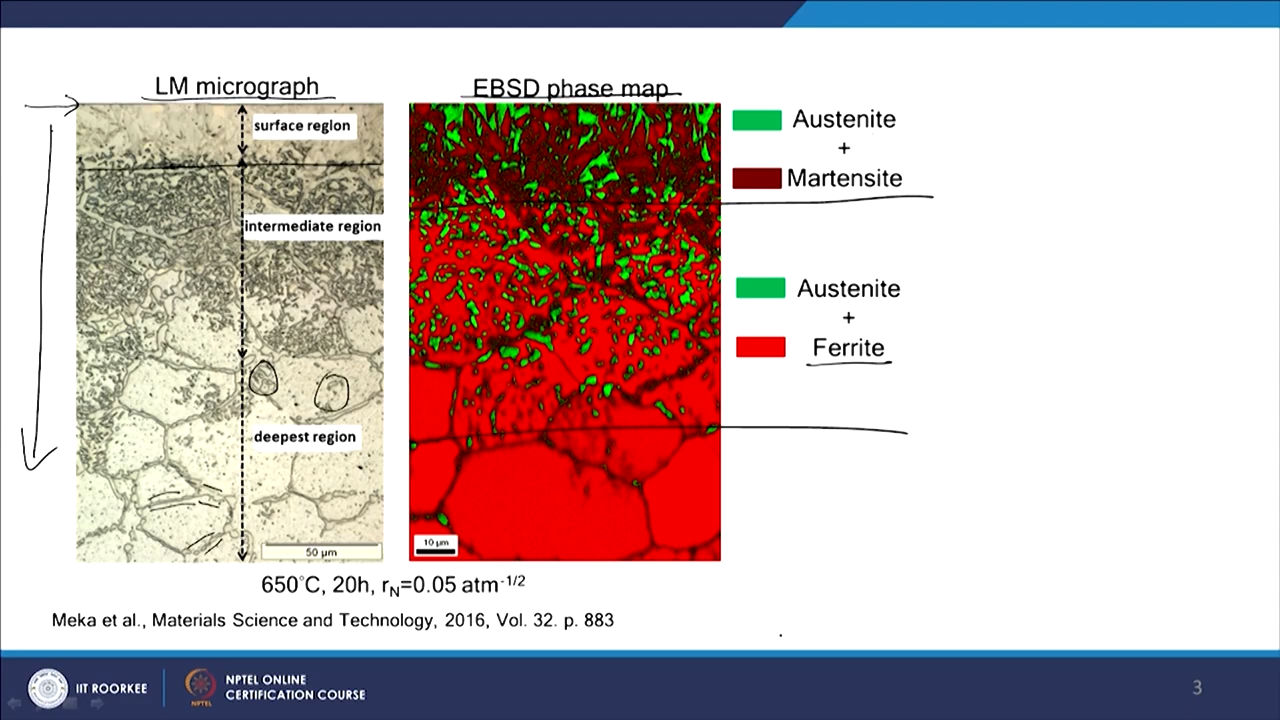 LM micrograph
EBSD phase map
surface region
intermediate region
deepest region
50 µm
10 µm
Austenite
+
Martensite
Austenite
+
Ferrite
650°C, 20h, rN=0.05 atm-1/2
Meka et al., Materials Science and Technology, 2016, Vol. 32. p. 883
IIT ROORKEE
NPTEL
NPTEL ONLINE
CERTIFICATION COURSE
3